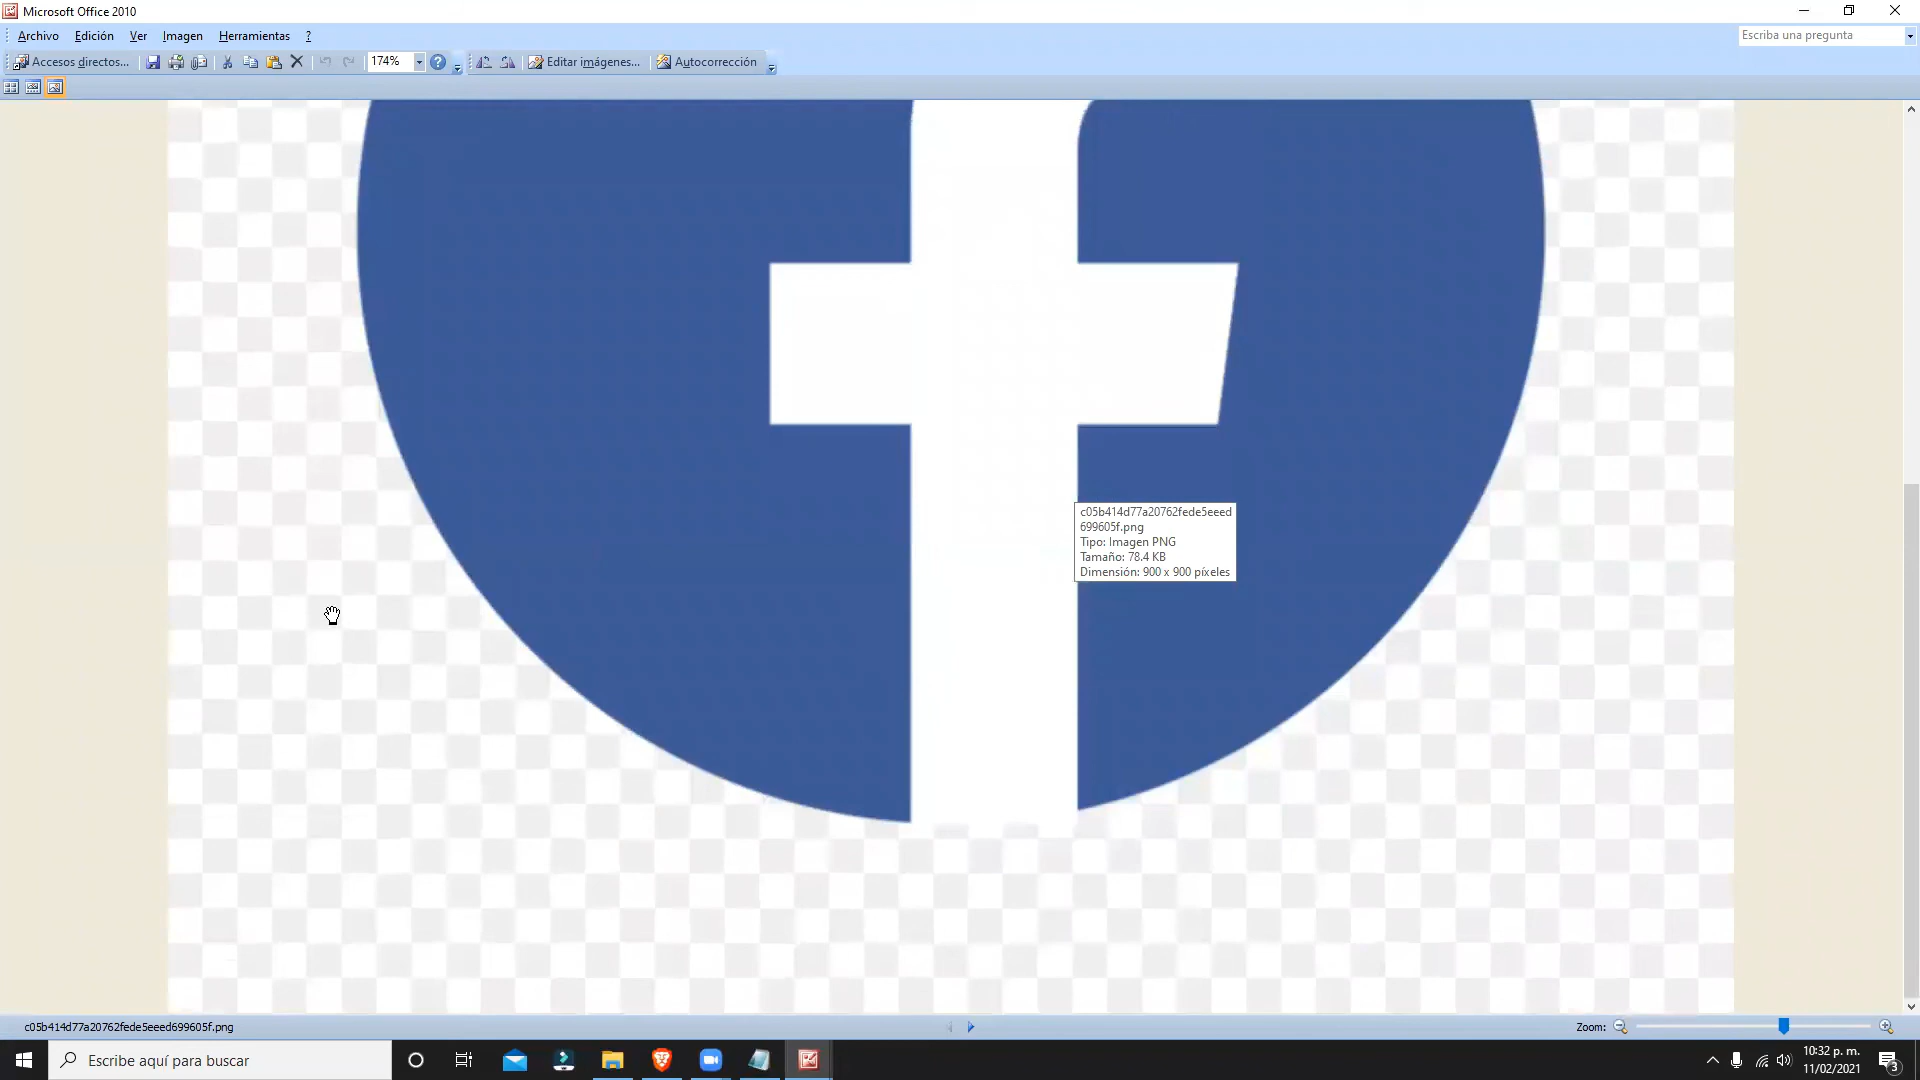 Microsoft Office 2010
Archivo Edición Ver Imagen Herramientas ? Escriba una pregunta
Accesos directos... 174% Editar imágenes... Autocorrección
c05b414d77a20762fede5eeed
699605f.png
Tipo: Imagen PNG
Tamaño: 78.4 KB
Dimensión: 900 x 900 píxeles
c05b414d77a20762fede5eeed699605f.png Zoom:
Escribe aquí para buscar
10:32 p. m.
11/02/2021
3